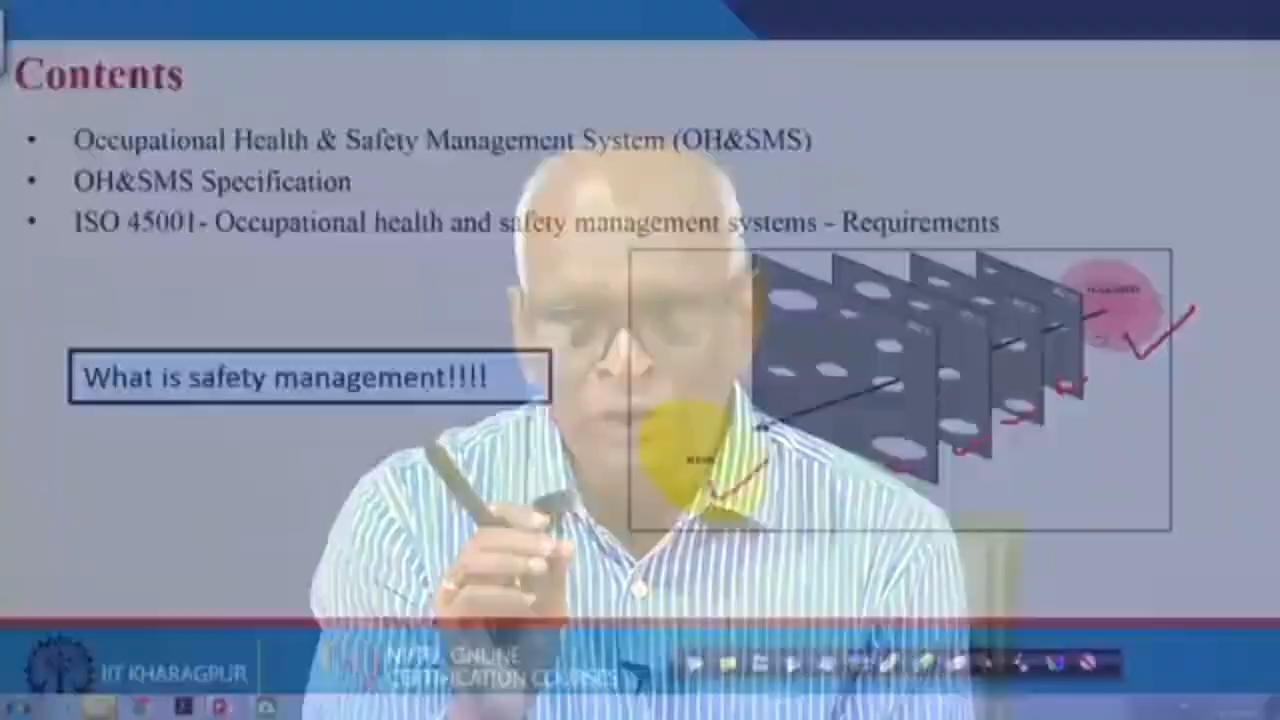 Contents
• Occupational Health & Safety Management System (OH&SMS)
• OH&SMS Specification
• ISO 45001- Occupational health and safety management systems - Requirements
What is safety management!!!!
IIT KHARAGPUR
NPTEL ONLINE
CERTIFICATION COURSES